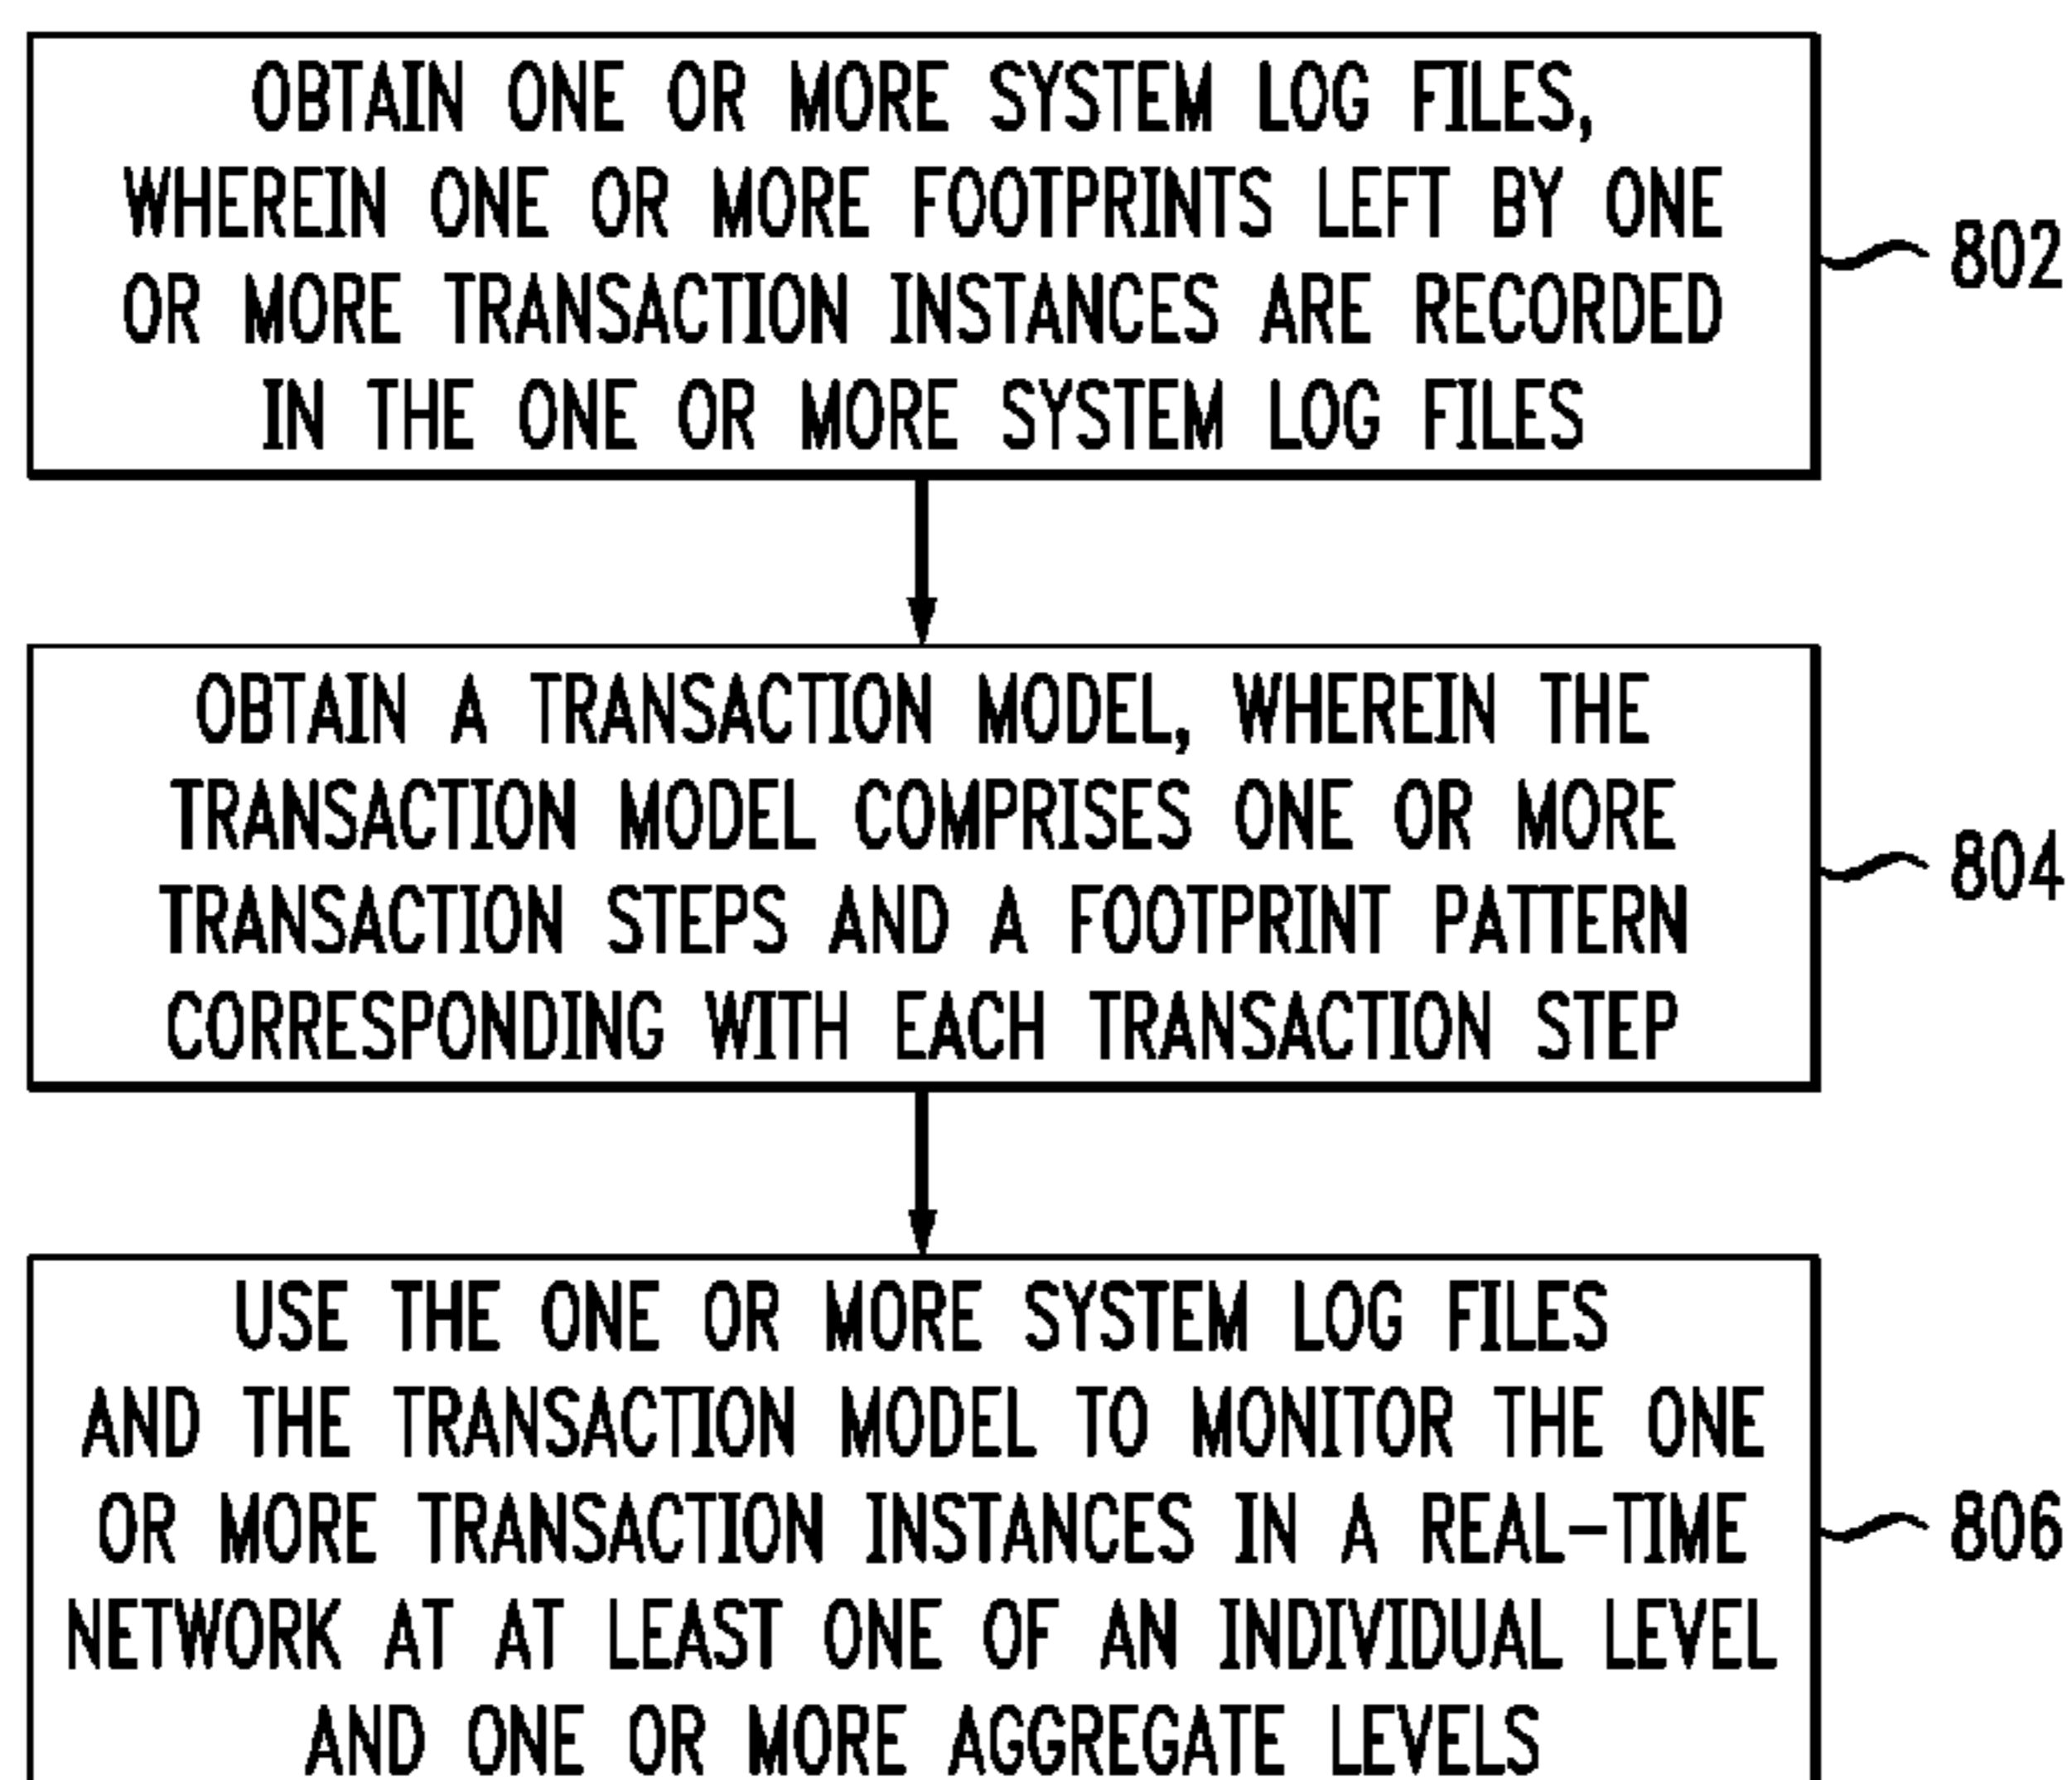 OBTAIN ONE OR MORE SYSTEM LOG FILES,
WHEREIN ONE OR MORE FOOTPRINTS LEFT BY ONE
OR MORE TRANSACTION INSTANCES ARE RECORDED
IN THE ONE OR MORE SYSTEM LOG FILES
802
OBTAIN A TRANSACTION MODEL, WHEREIN THE
TRANSACTION MODEL COMPRISES ONE OR MORE
TRANSACTION STEPS AND A FOOTPRINT PATTERN
CORRESPONDING WITH EACH TRANSACTION STEP
804
USE THE ONE OR MORE SYSTEM LOG FILES
AND THE TRANSACTION MODEL TO MONITOR THE ONE
OR MORE TRANSACTION INSTANCES IN A REAL-TIME
NETWORK AT AT LEAST ONE OF AN INDIVIDUAL LEVEL
AND ONE OR MORE AGGREGATE LEVELS
806